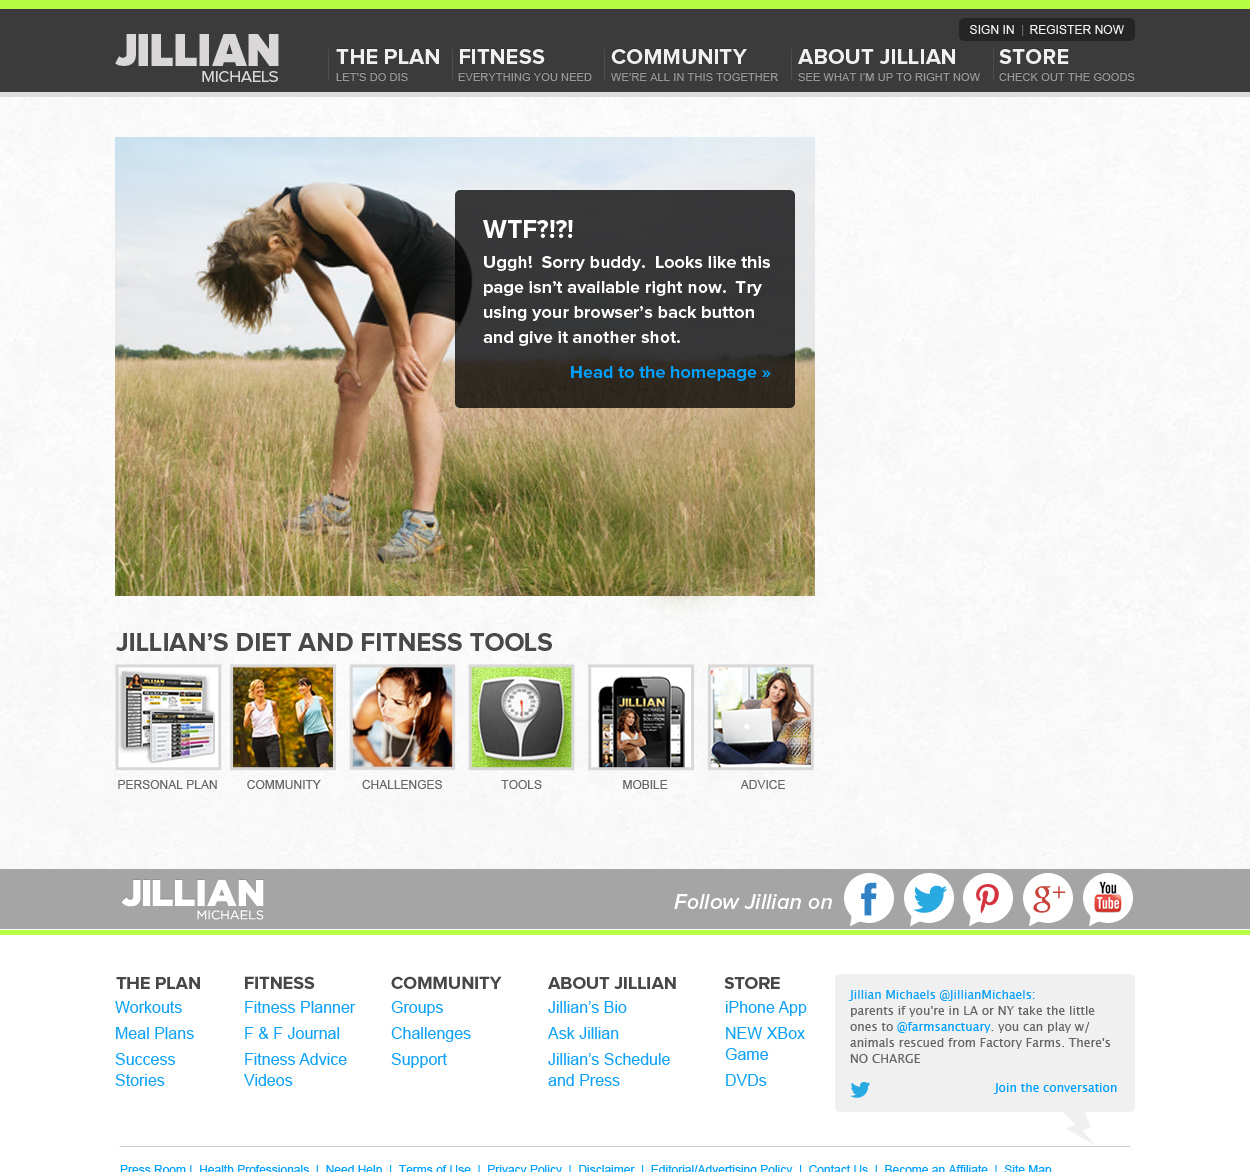 SIGN IN | REGISTER NOW
JILLIAN
MICHAELS
THE PLAN
LET'S DO DIS
FITNESS
EVERYTHING YOU NEED
COMMUNITY
WE'RE ALL IN THIS TOGETHER
ABOUT JILLIAN
SEE WHAT I'M UP TO RIGHT NOW
STORE
CHECK OUT THE GOODS
WTF?!?!
Uggh! Sorry buddy. Looks like this
page isn't available right now. Try
using your browser's back button
and give it another shot.
Head to the homepage »
JILLIAN'S DIET AND FITNESS TOOLS
JILLIAN
JILLIAN
MICHAELS
SLIM-DOWN
SOLUTION
PERSONAL PLAN
COMMUNITY
CHALLENGES
TOOLS
MOBILE
ADVICE
JILLIAN
MICHAELS
Follow Jillian on
f
g+
You
Tube
THE PLAN
Workouts
Meal Plans
Success
Stories
FITNESS
Fitness Planner
F & F Journal
Fitness Advice
Videos
COMMUNITY
Groups
Challenges
Support
ABOUT JILLIAN
Jillian's Bio
Ask Jillian
Jillian's Schedule
and Press
STORE
iPhone App
NEW XBox
Game
DVDs
Jillian Michaels @JillianMichaels:
parents if you're in LA or NY take the little
ones to @farmsanctuary. you can play w/
animals rescued from Factory Farms. There's
NO CHARGE
Join the conversation
Press Room | Health Professionals | Need Help | Terms of Use | Privacy Policy | Disclaimer | Editorial/Advertising Policy | Contact Us | Become an Affiliate | Site Map